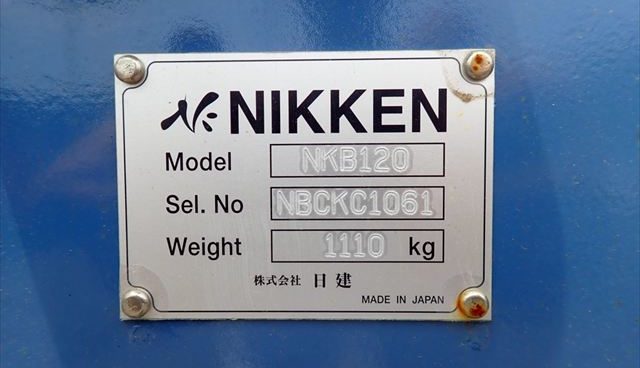 NIKKEN
Model NKB120
Sel. No NBCKC1061
Weight 1110 kg
株式会社 日建
MADE IN JAPAN